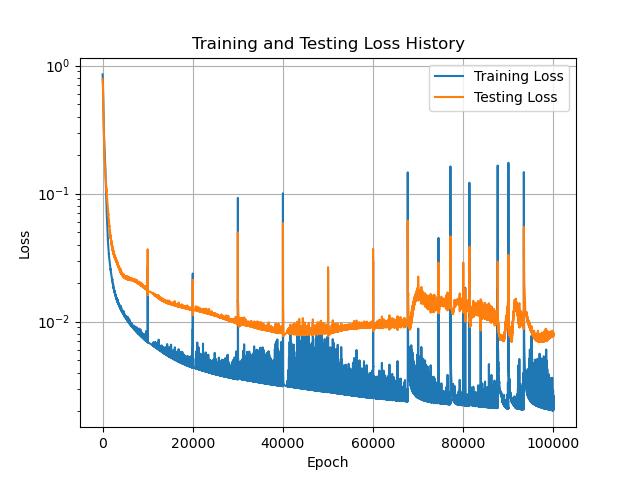 Training and Testing Loss History
Training Loss
Testing Loss
10⁰
10⁻¹
10⁻²
Loss
0 20000 40000 60000 80000 100000
Epoch